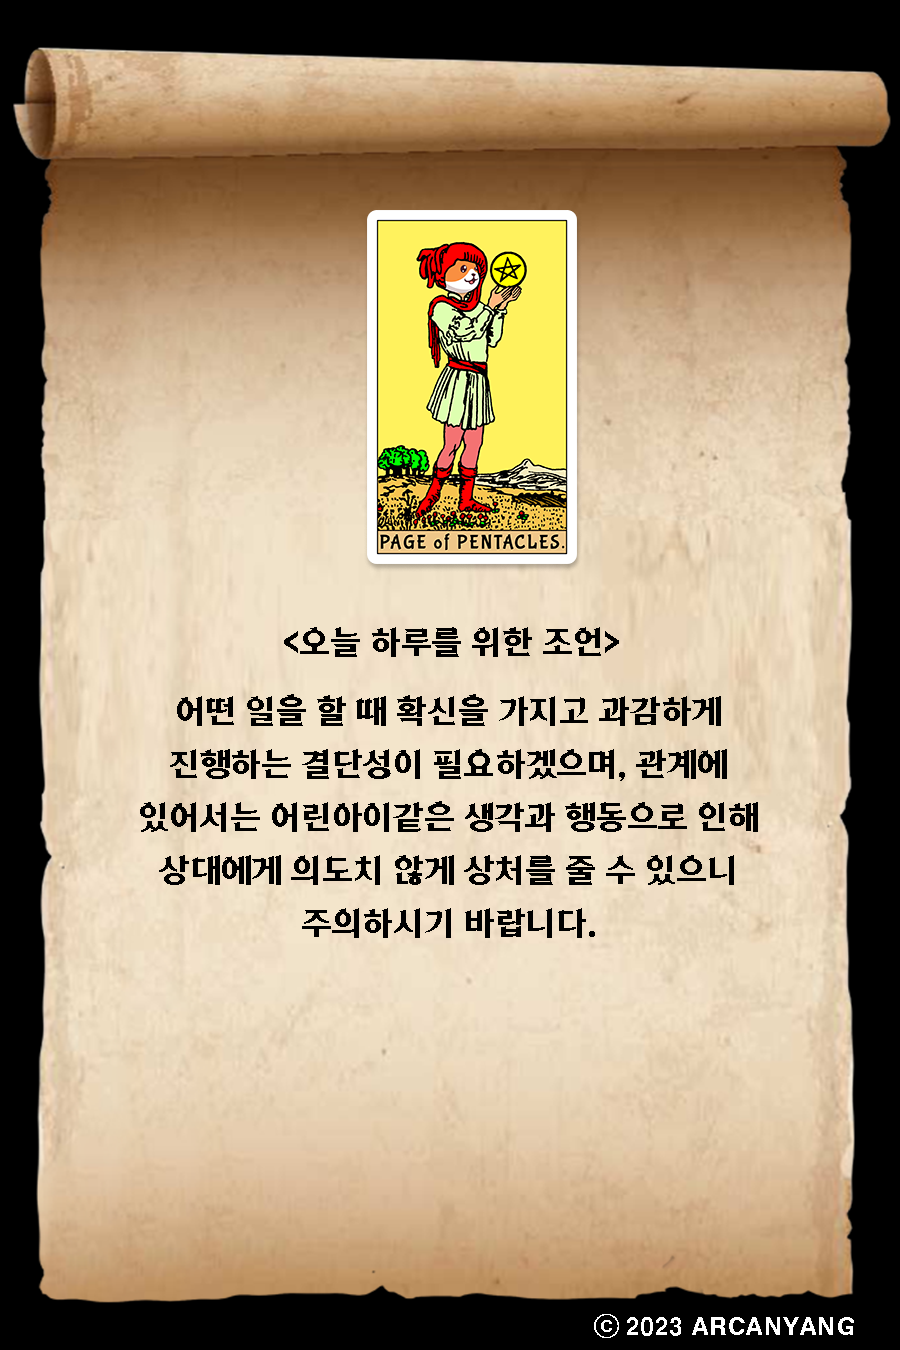 PAGE of PENTACLES.
<오늘 하루를 위한 조언>
어떤 일을 할 때 확신을 가지고 과감하게
진행하는 결단성이 필요하겠으며, 관계에
있어서는 어린아이같은 생각과 행동으로 인해
상대에게 의도치 않게 상처를 줄 수 있으니
주의하시기 바랍니다.
ⓒ 2023 ARCANYANG